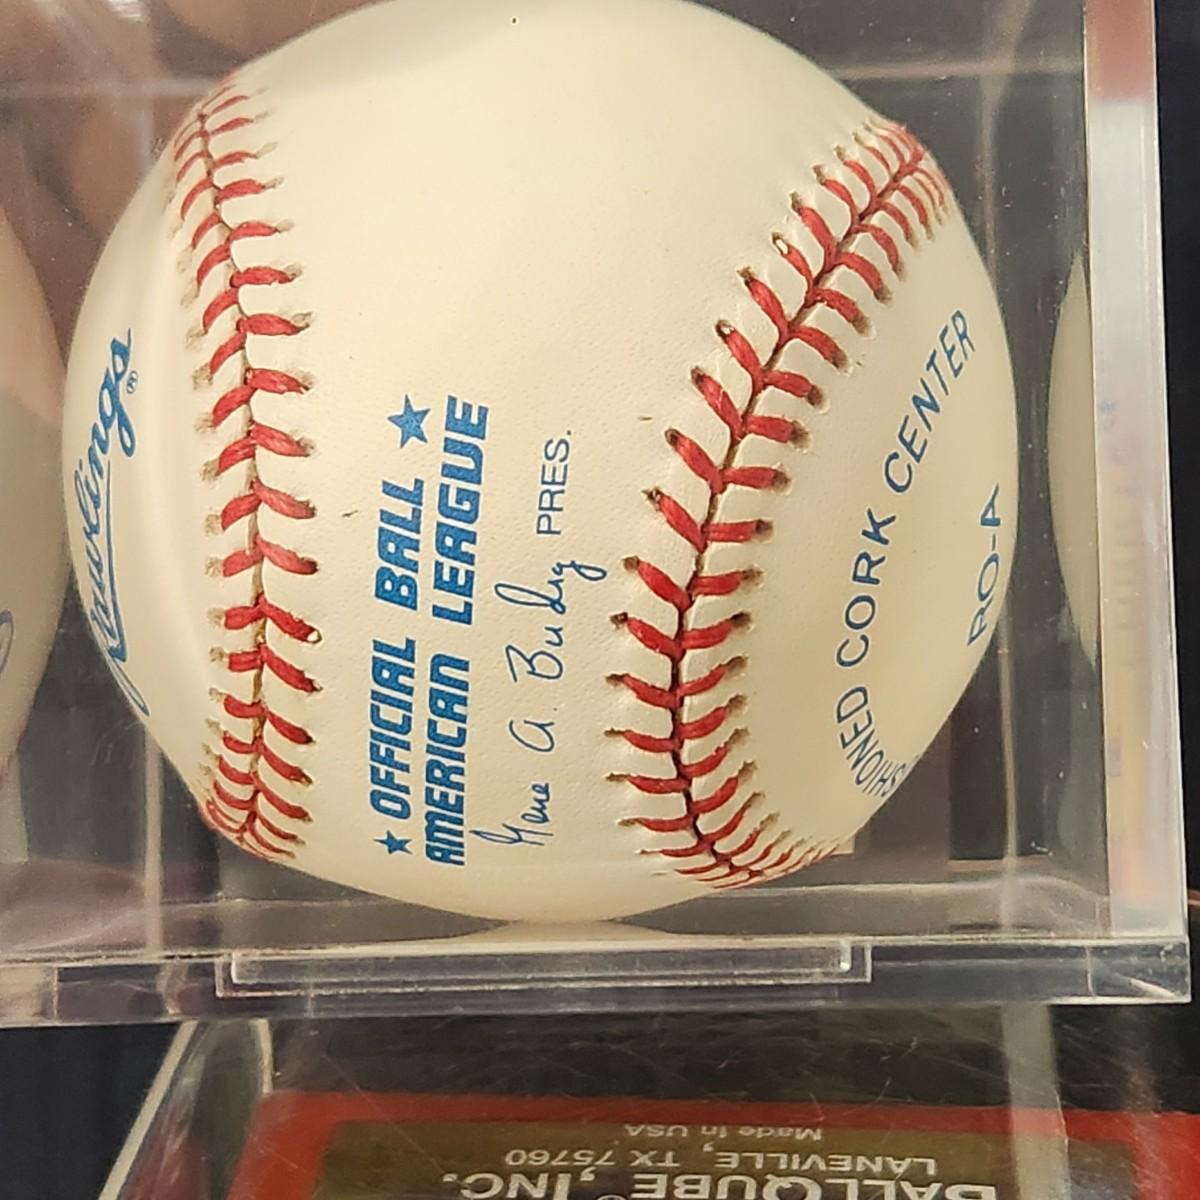 Rawlings®
★ OFFICIAL BALL ★
AMERICAN LEAGUE
Gene A. Budig PRES.
CORK CENTER
RO-A
Made in USA
LANEVILLE, TX 75760
BALLQUBE®, INC.